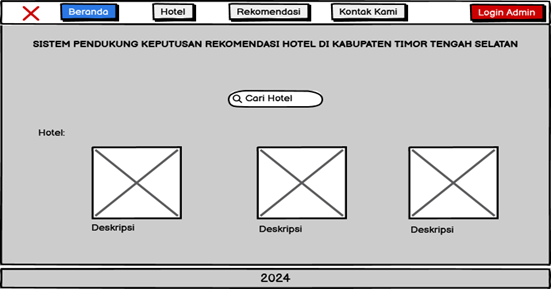 Beranda Hotel Rekomendasi Kontak Kami Login Admin
SISTEM PENDUKUNG KEPUTUSAN REKOMENDASI HOTEL DI KABUPATEN TIMOR TENGAH SELATAN
Cari Hotel
Hotel:
Deskripsi Deskripsi Deskripsi
2024